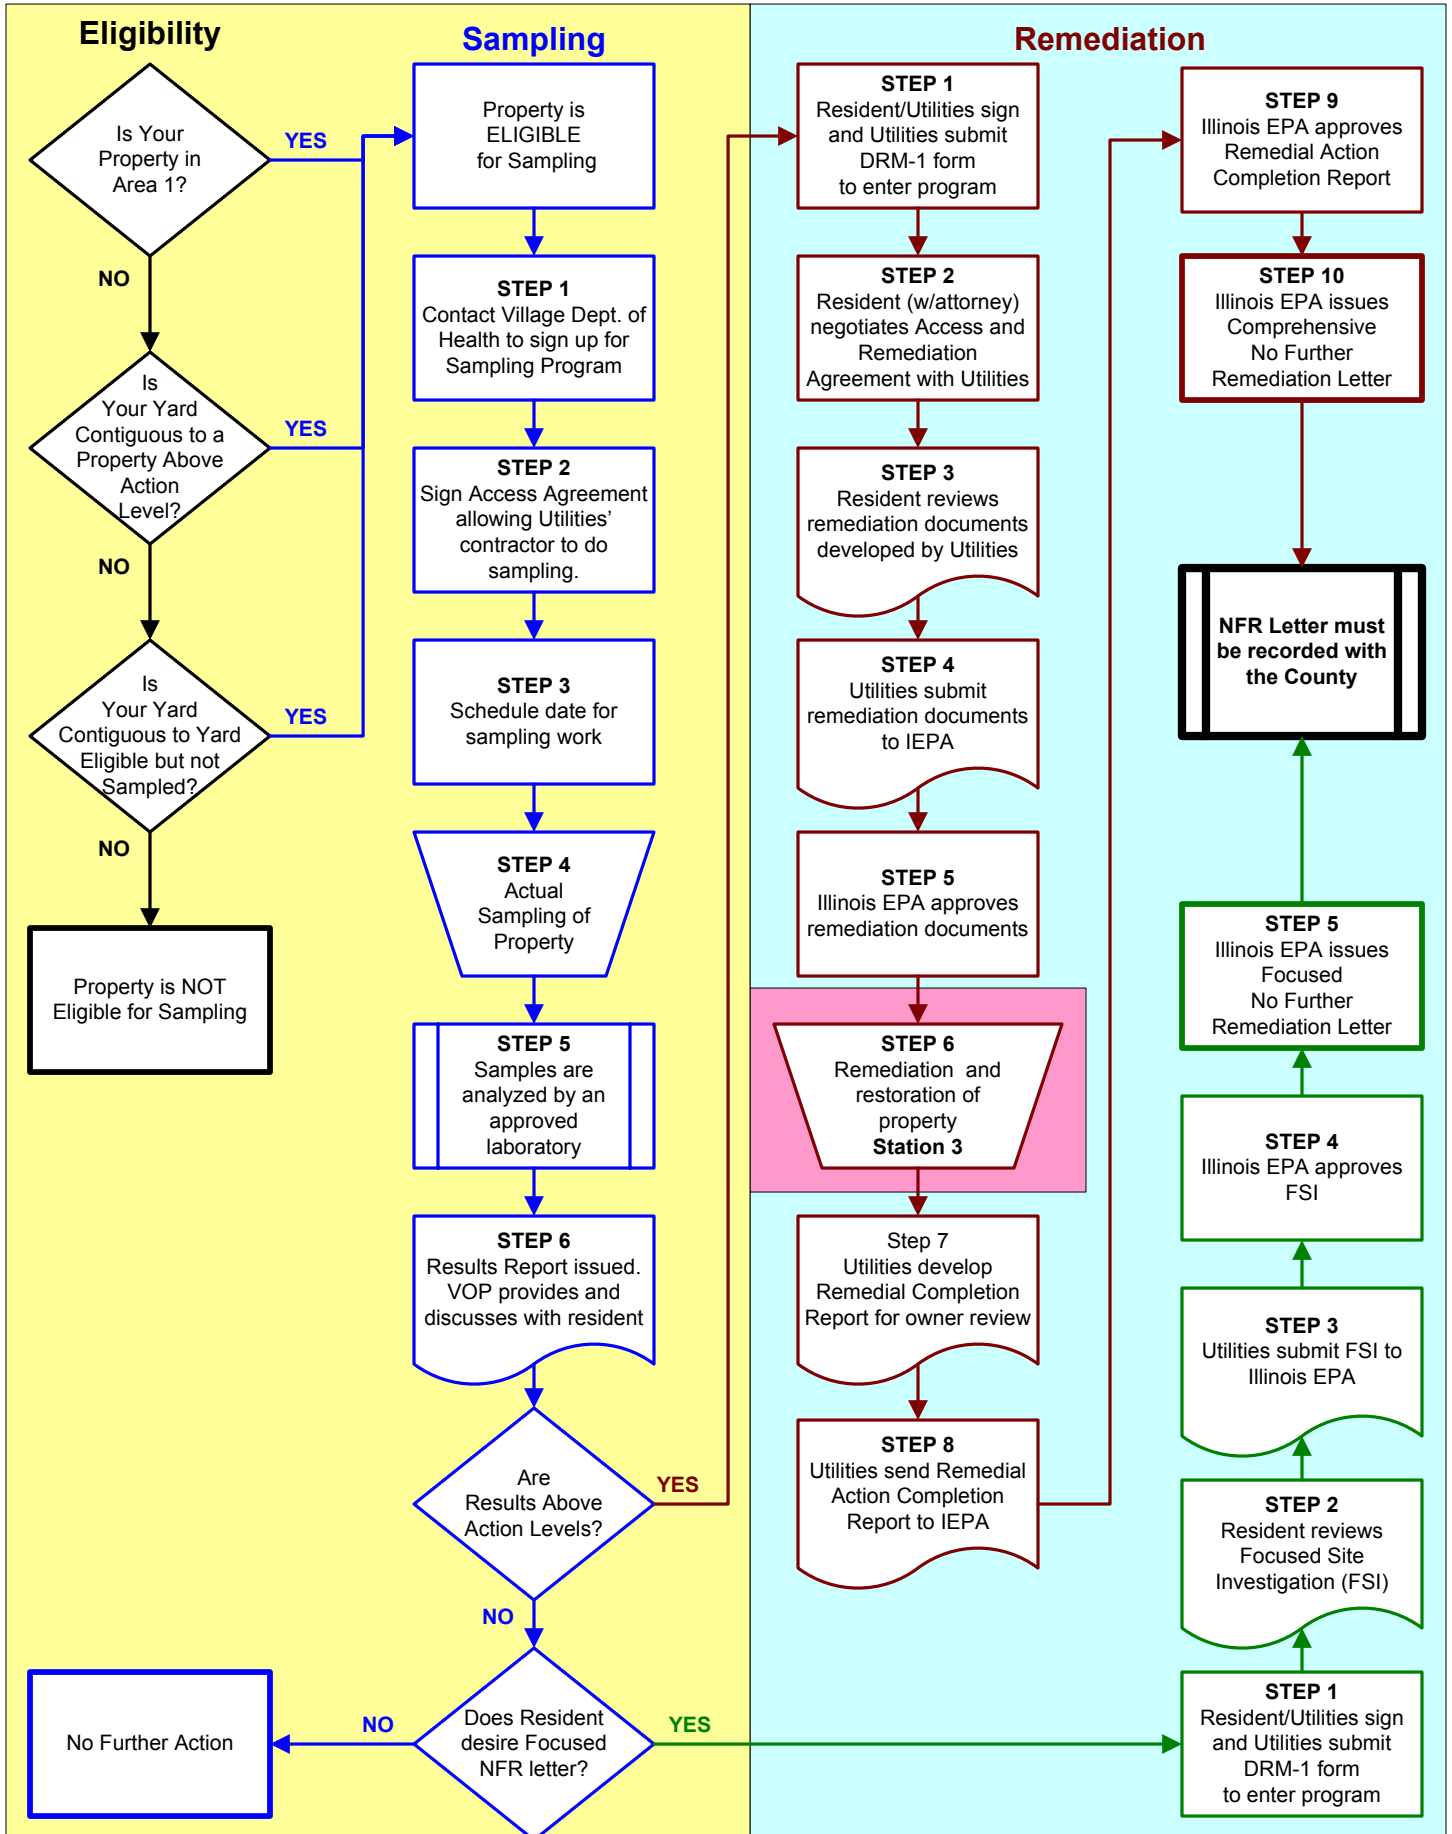 Eligibility
Is Your
Property in
Area 1?
YES
NO
Is
Your Yard
Contiguous to a
Property Above
Action
Level?
YES
NO
Is
Your Yard
Contiguous to Yard
Eligible but not
Sampled?
YES
NO
Property is NOT
Eligible for Sampling
Sampling
Property is
ELIGIBLE
for Sampling
STEP 1
Contact Village Dept. of
Health to sign up for
Sampling Program
STEP 2
Sign Access Agreement
allowing Utilities’
contractor to do
sampling.
STEP 3
Schedule date for
sampling work
STEP 4
Actual
Sampling of
Property
STEP 5
Samples are
analyzed by an
approved
laboratory
STEP 6
Results Report issued.
VOP provides and
discusses with resident
Are
Results Above
Action Levels?
YES
NO
Does Resident
desire Focused
NFR letter?
NO
YES
No Further Action
Remediation
STEP 1
Resident/Utilities sign
and Utilities submit
DRM-1 form
to enter program
STEP 2
Resident (w/attorney)
negotiates Access and
Remediation
Agreement with Utilities
STEP 3
Resident reviews
remediation documents
developed by Utilities
STEP 4
Utilities submit
remediation documents
to IEPA
STEP 5
Illinois EPA approves
remediation documents
STEP 6
Remediation and
restoration of
property
Station 3
Step 7
Utilities develop
Remedial Completion
Report for owner review
STEP 8
Utilities send Remedial
Action Completion
Report to IEPA
STEP 9
Illinois EPA approves
Remedial Action
Completion Report
STEP 10
Illinois EPA issues
Comprehensive
No Further
Remediation Letter
NFR Letter must
be recorded with
the County
STEP 5
Illinois EPA issues
Focused
No Further
Remediation Letter
STEP 4
Illinois EPA approves
FSI
STEP 3
Utilities submit FSI to
Illinois EPA
STEP 2
Resident reviews
Focused Site
Investigation (FSI)
STEP 1
Resident/Utilities sign
and Utilities submit
DRM-1 form
to enter program